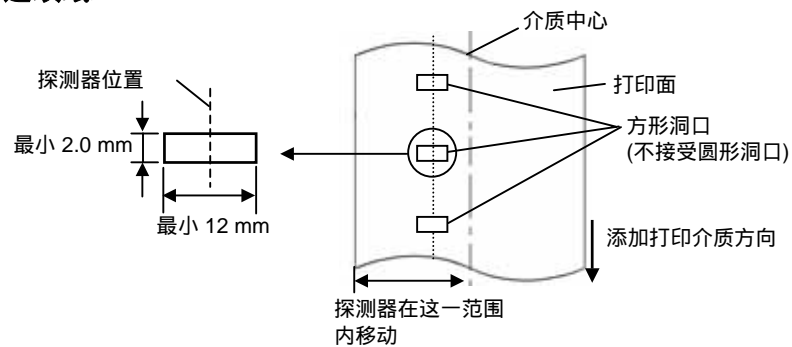 介质中心
探测器位置
打印面
最小 2.0 mm
方形洞口
(不接受圆形洞口)
最小 12 mm
添加打印介质方向
探测器在这一范围
内移动